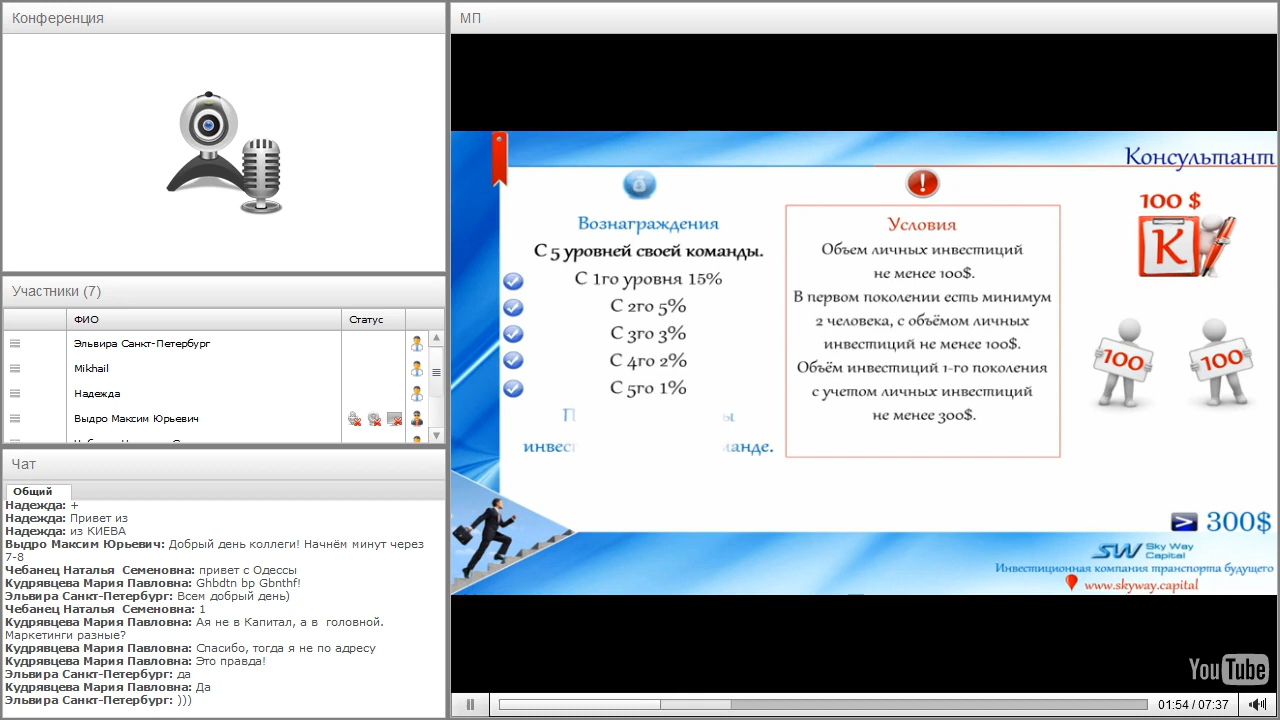 Конференция
Участники (7)
ФИО
Статус
Эльвира Санкт-Петербург
Mikhail
Надежда
Выдро Максим Юрьевич
Чат
Общий
Надежда: +
Надежда: Привет из
Надежда: из КИЕВА
Выдро Максим Юрьевич: Добрый день коллеги! Начнём минут через
7-8
Чебанец Наталья Семеновна: привет с Одессы
Кудрявцева Мария Павловна: Ghbdtn bp Gbnthf!
Эльвира Санкт-Петербург: Всем добрый день)
Чебанец Наталья Семеновна: 1
Кудрявцева Мария Павловна: Ая не в Капитал, а в головной.
Маркетинги разные?
Кудрявцева Мария Павловна: Спасибо, тогда я не по адресу
Кудрявцева Мария Павловна: Это правда!
Эльвира Санкт-Петербург: да
Кудрявцева Мария Павловна: Да
Эльвира Санкт-Петербург: )))
МП
Консультант
Вознаграждения
С 5 уровней своей команды.
С 1го уровня 15%
С 2го 5%
С 3го 3%
С 4го 2%
С 5го 1%
Условия
Объем личных инвестиций
не менее 100$.
В первом поколении есть минимум
2 человека, с объёмом личных
инвестиций не менее 100$.
Объём инвестиций 1-го поколения
с учетом личных инвестиций
не менее 300$.
100 $
К
100
100
> 300$
SW Sky Way
Capital
Инвестиционная компания транспорта будущего
www.skyway.capital
YouTube
01:54 / 07:37